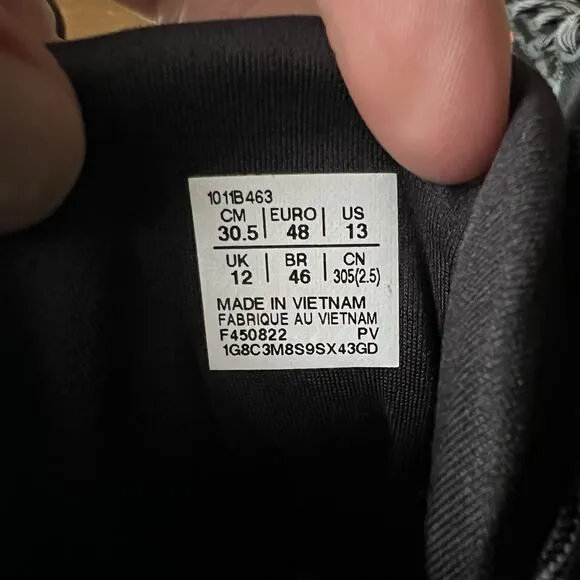 1011B463
CM | EURO | US
30.5 | 48 | 13
UK | BR | CN
12 | 46 | 305(2.5)
MADE IN VIETNAM
FABRIQUE AU VIETNAM
F450822 PV
1G8C3M8S9SX43GD